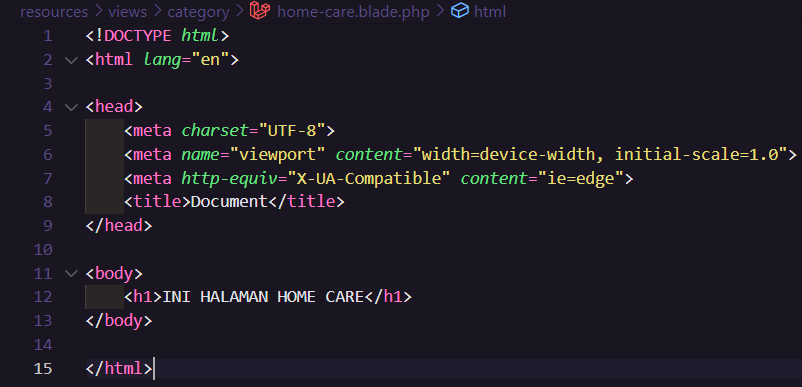 resources > views > category > home-care.blade.php > html
1 <!DOCTYPE html>
2 <html lang="en">
3
4 <head>
5 <meta charset="UTF-8">
6 <meta name="viewport" content="width=device-width, initial-scale=1.0">
7 <meta http-equiv="X-UA-Compatible" content="ie=edge">
8 <title>Document</title>
9 </head>
10
11 <body>
12 <h1>INI HALAMAN HOME CARE</h1>
13 </body>
14
15 </html>